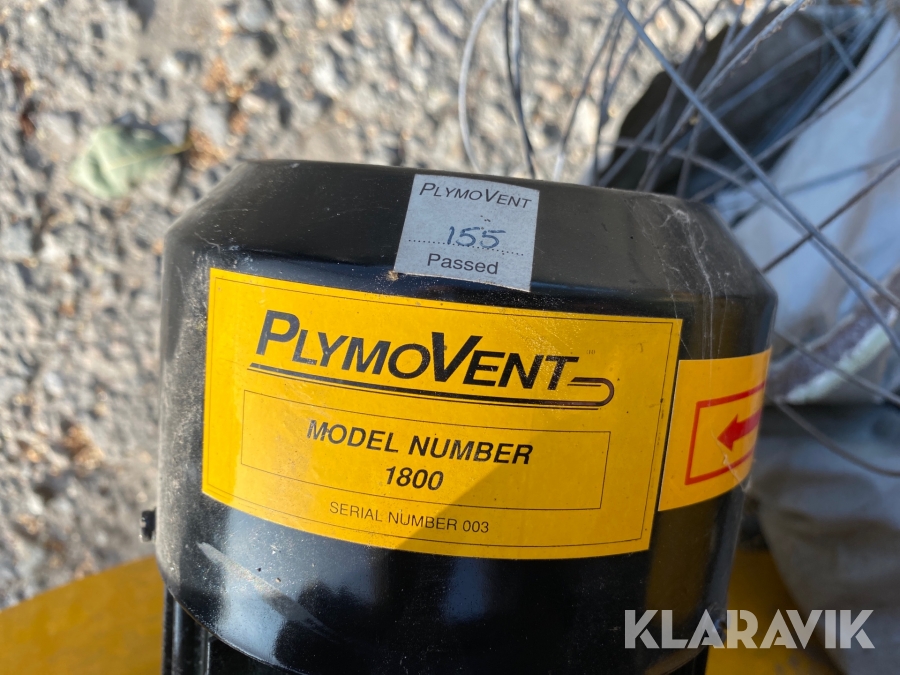 PLYMOVENT
155
Passed
PLYMOVENT
MODEL NUMBER
1800
SERIAL NUMBER 003
KLARAVIK